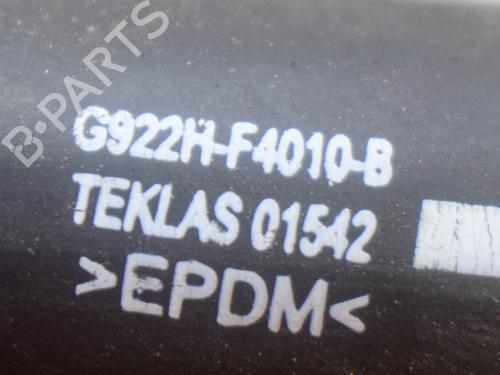 B-PARTS
G922H-F4010-B
TEKLAS 01542
>EPDM<